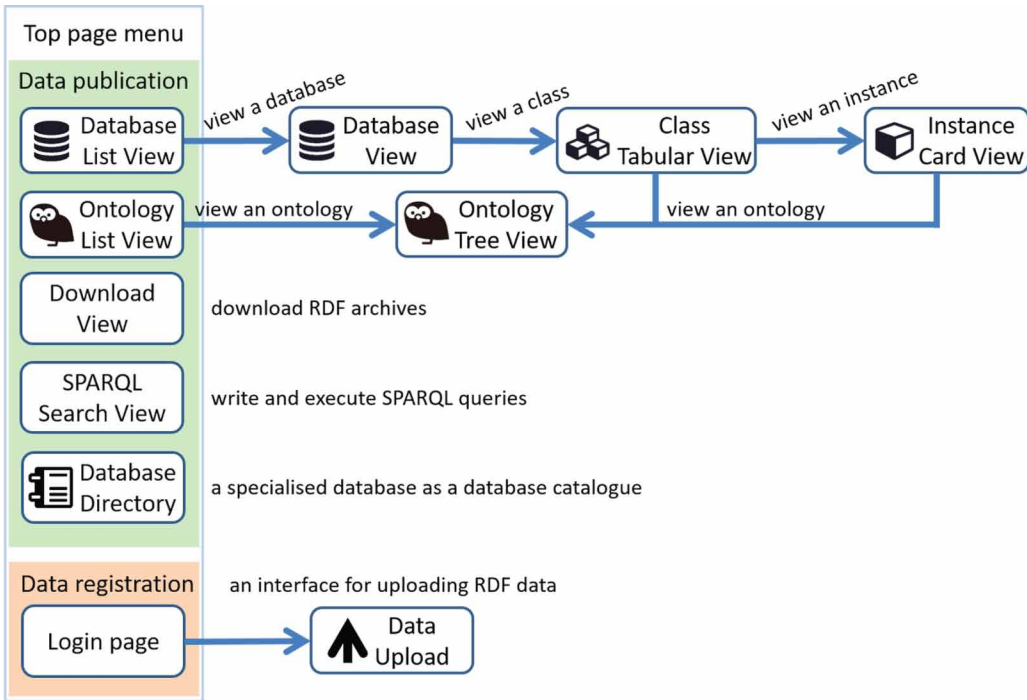 Top page menu
Data publication
Database
List View
view a database
Database
View
view a class
Class
Tabular View
view an instance
Instance
Card View
Ontology
List View
view an ontology
Ontology
Tree View
view an ontology
Download
View
download RDF archives
SPARQL
Search View
write and execute SPARQL queries
Database
Directory
a specialised database as a database catalogue
Data registration
an interface for uploading RDF data
Login page
Data
Upload